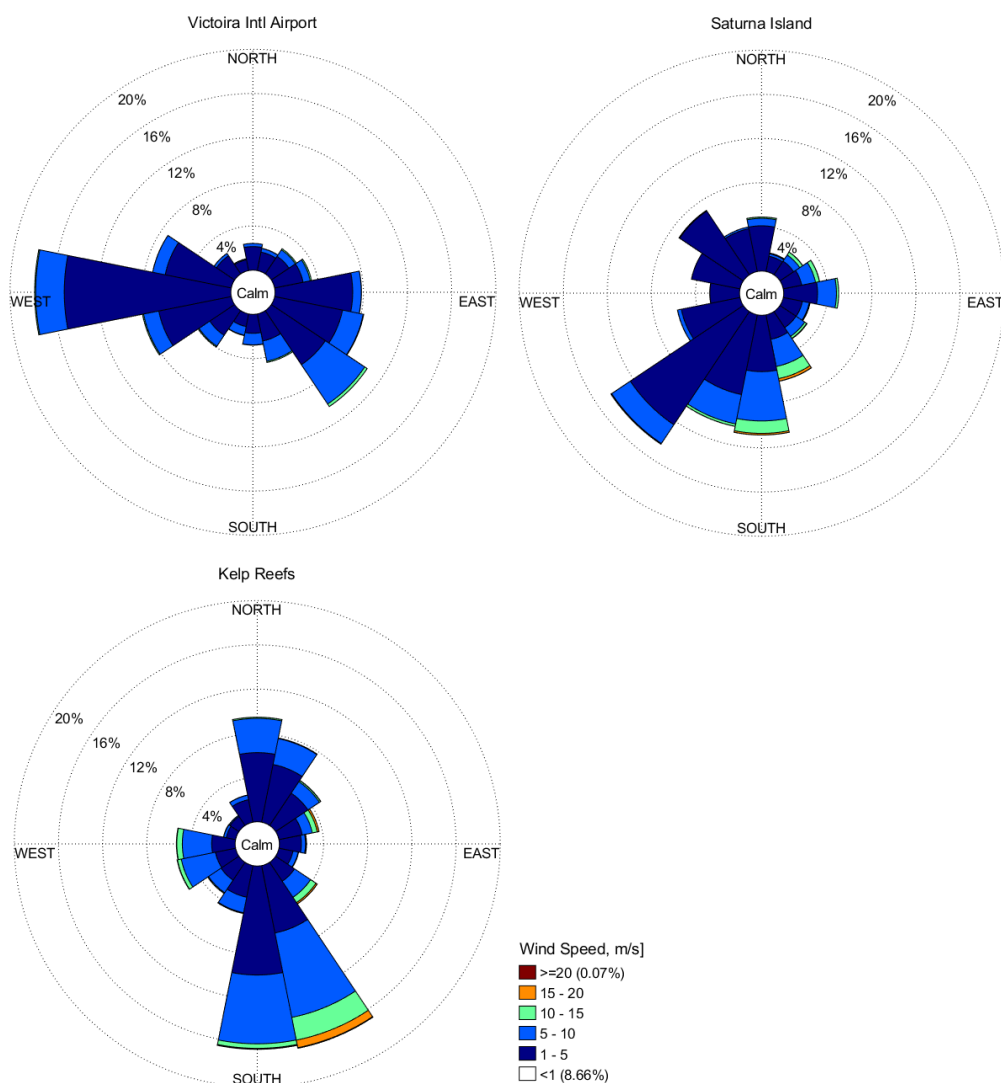 Victoira Intl Airport
NORTH
20%
16%
12%
8%
4%
Calm
WEST
EAST
SOUTH
Saturna Island
NORTH
20%
16%
12%
8%
4%
Calm
WEST
EAST
SOUTH
Kelp Reefs
NORTH
20%
16%
12%
8%
4%
Calm
WEST
EAST
SOUTH
Wind Speed, m/s]
>=20 (0.07%)
15 - 20
10 - 15
5 - 10
1 - 5
<1 (8.66%)